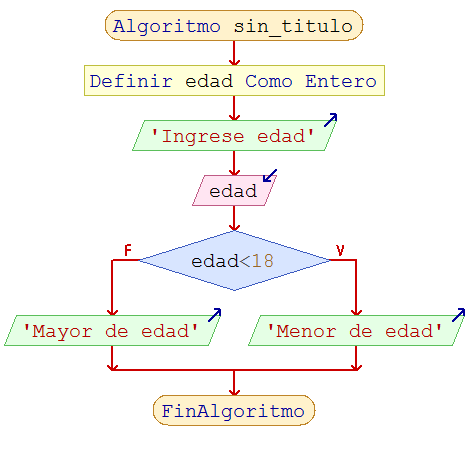 Algoritmo sin_titulo
Definir edad Como Entero
'Ingrese edad'
edad
edad<18
F
V
'Mayor de edad'
'Menor de edad'
FinAlgoritmo